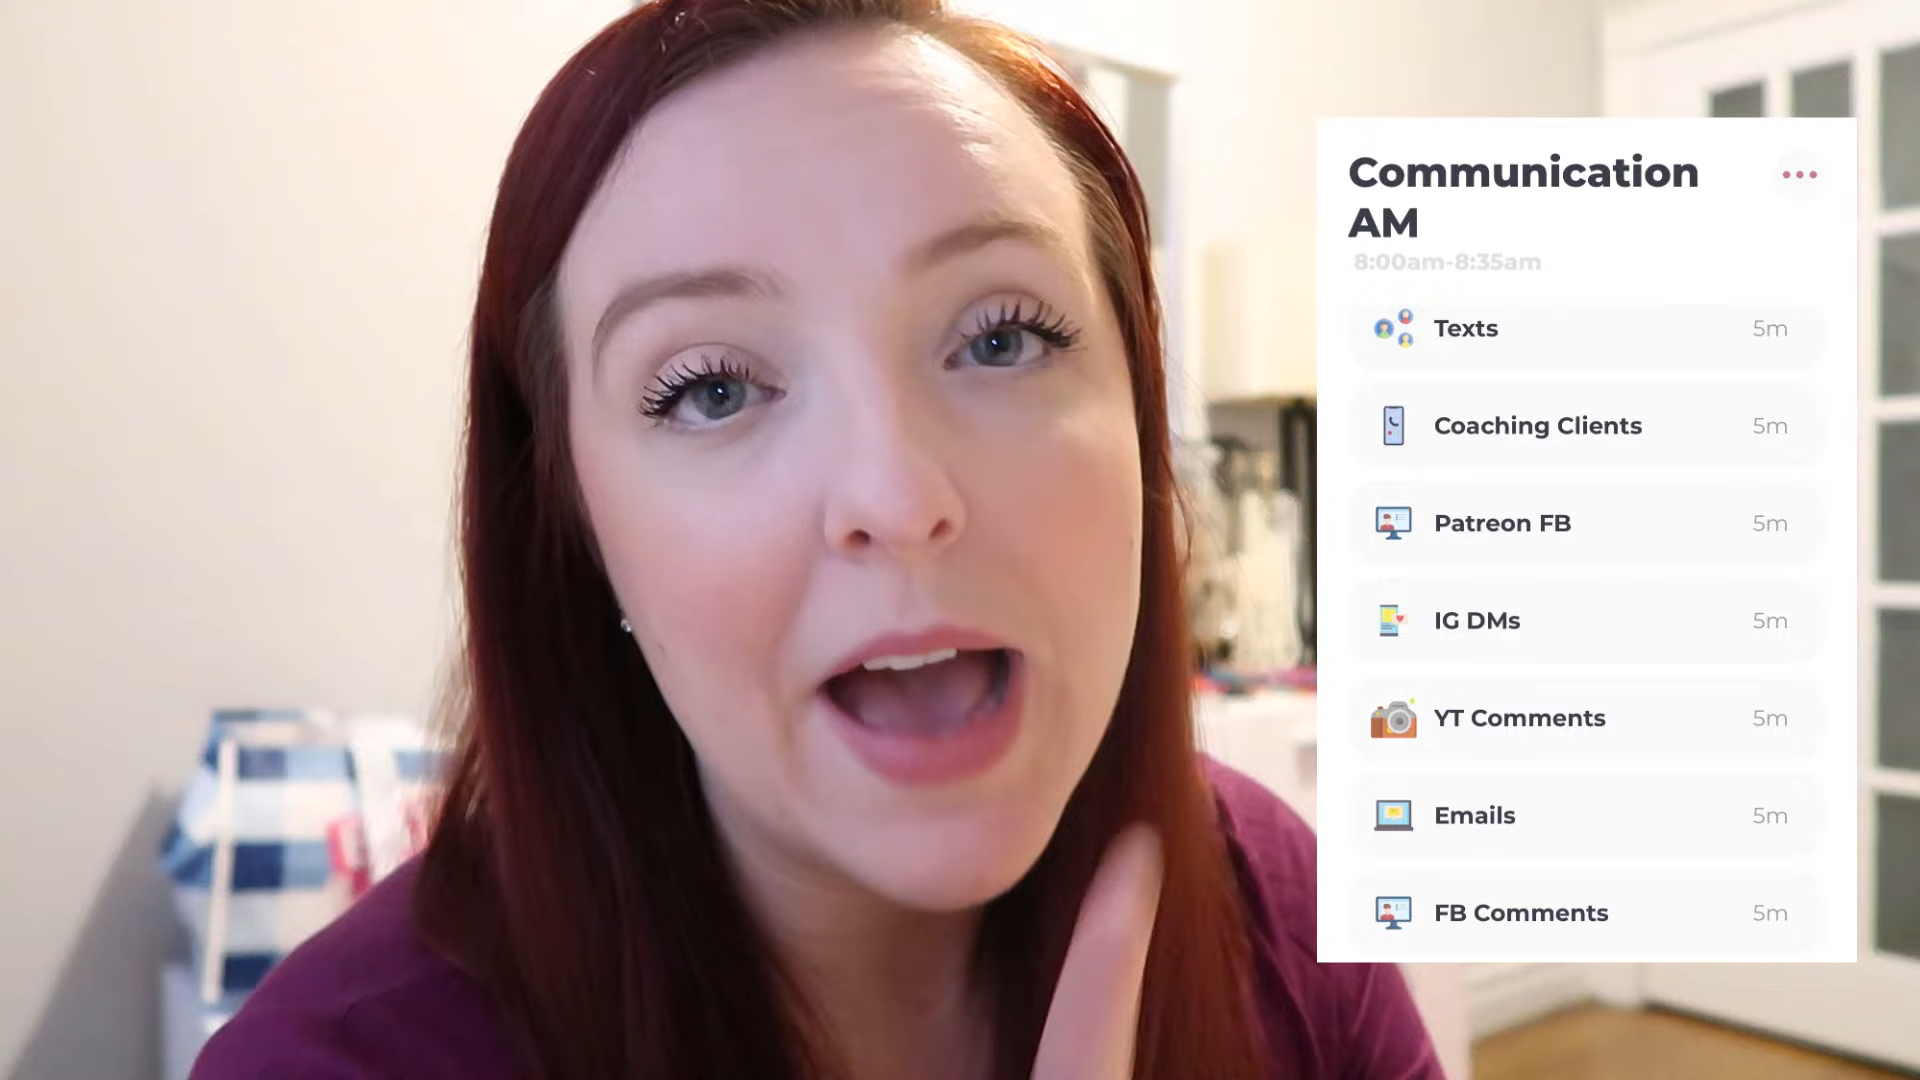 Communication
AM
8:00am-8:35am
Texts 5m
Coaching Clients 5m
Patreon FB 5m
IG DMs 5m
YT Comments 5m
Emails 5m
FB Comments 5m